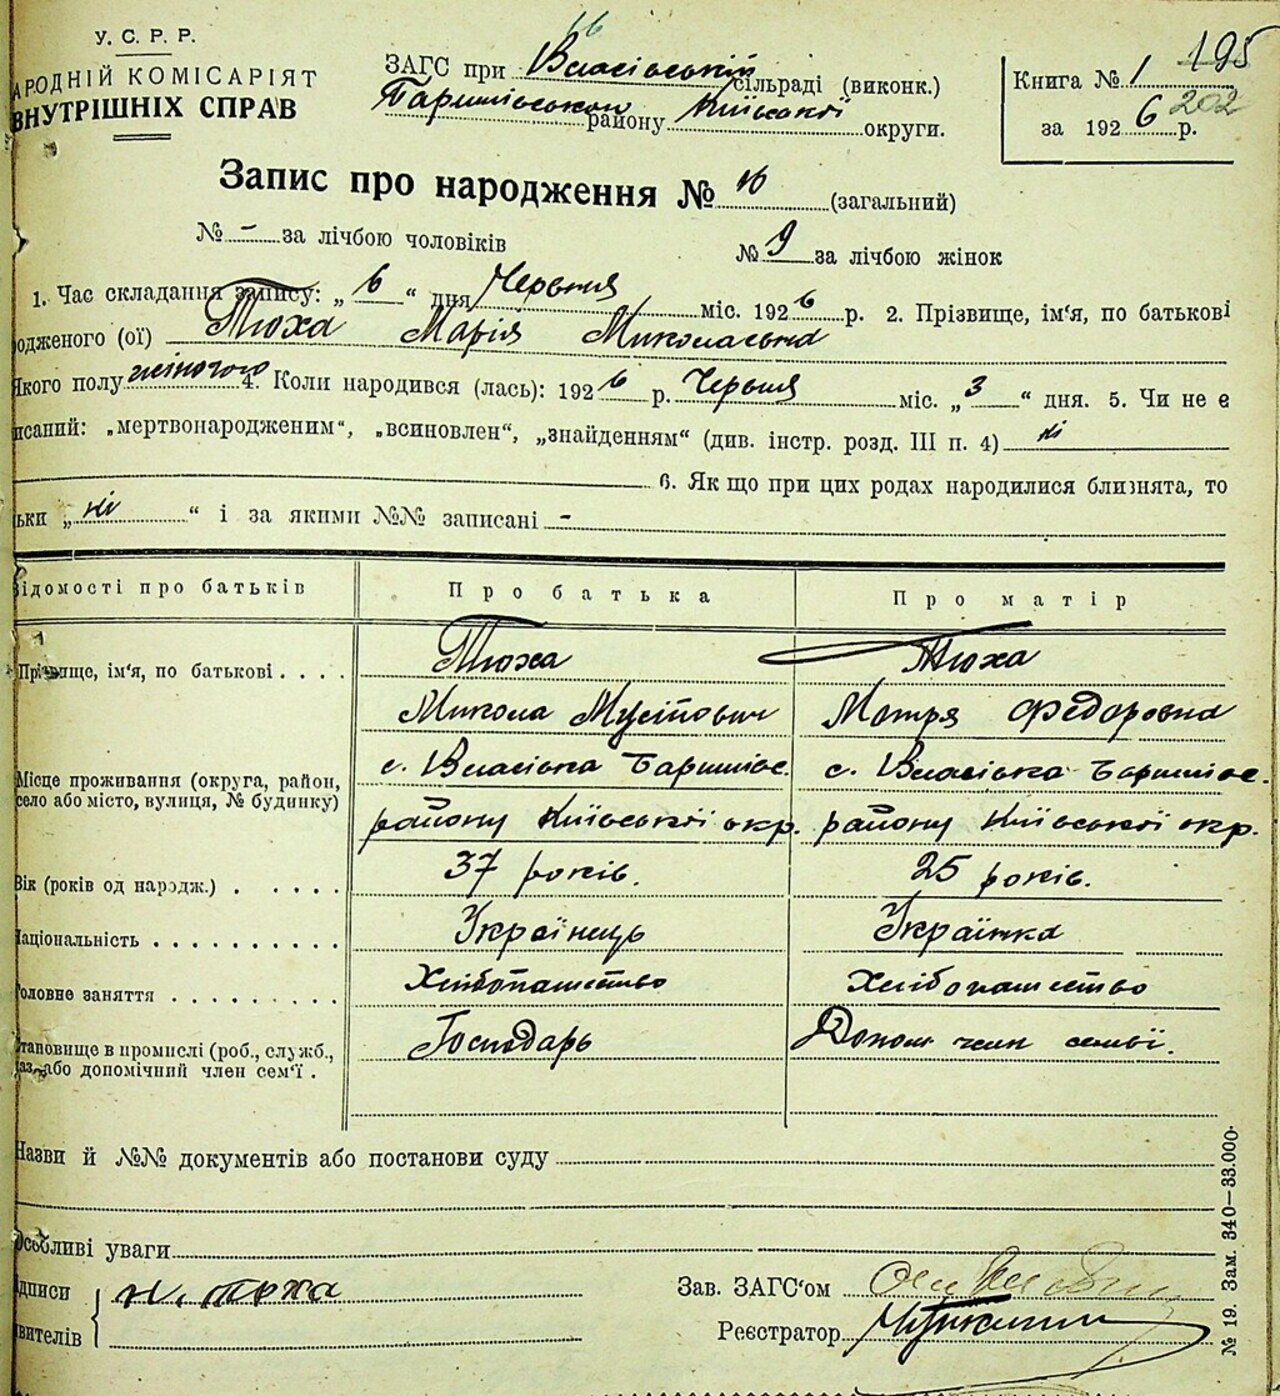 У. С. Р. Р.
АРОДНІЙ КОМІСАРІЯТ
ВНУТРІШНІХ СПРАВ
16
ЗАГС при Власівській сільраді (виконк.)
Баришівськом району Київської округи.
Книга № 1 195
за 1926 р. 202
Запис про народження № 16 (загальний)
№ - за лічбою чоловіків
№ 9 за лічбою жінок
1. Час складання запису: „ 6 “ дня Червня міс. 1926 р. 2. Прізвище, ім‘я, по батькові
одженого (ої) Тюха Марія Миколаєвна
Якого полу жіночого 4. Коли народився (лась): 1926 р. Червня міс. „ 3 “ дня. 5. Чи не є
писаний: „мертвонародженим“, „всиновлен“, „знайденням“ (див. інстр. розд. III п. 4) ні
6. Як що при цих родах народилися близнята, то
ьки „ ні “ і за якими №№ записані -
Відомості про батьків
Про батька
Про матір
Прізвище, ім‘я, по батькові . . . .
Тюха
Микола Мусійович
Тюха
Мотря Федоровна
Місце проживання (округа, район,
село або місто, вулиця, № будинку)
с. Власівка Баришівс.
району Київської окр.
с. Власівка Баришівс.
району Київської окр.
Вік (років од народж.) . . . . .
37 років.
25 років.
Національність . . . . . . . . . .
Українець
Українка
Головне заняття . . . . . . . . .
Хліборашество
Хлібопашество
Становище в промислі (роб., служб.,
газ. або допомічний член сем‘ї .
Господарь
Допом член семьї.
Назви й №№ документів або постанови суду
Особливі уваги
дписи
явителів
н. тюха
Зав. ЗАГС‘ом
Реєстратор
№ 19. Зам. 340—33.000.